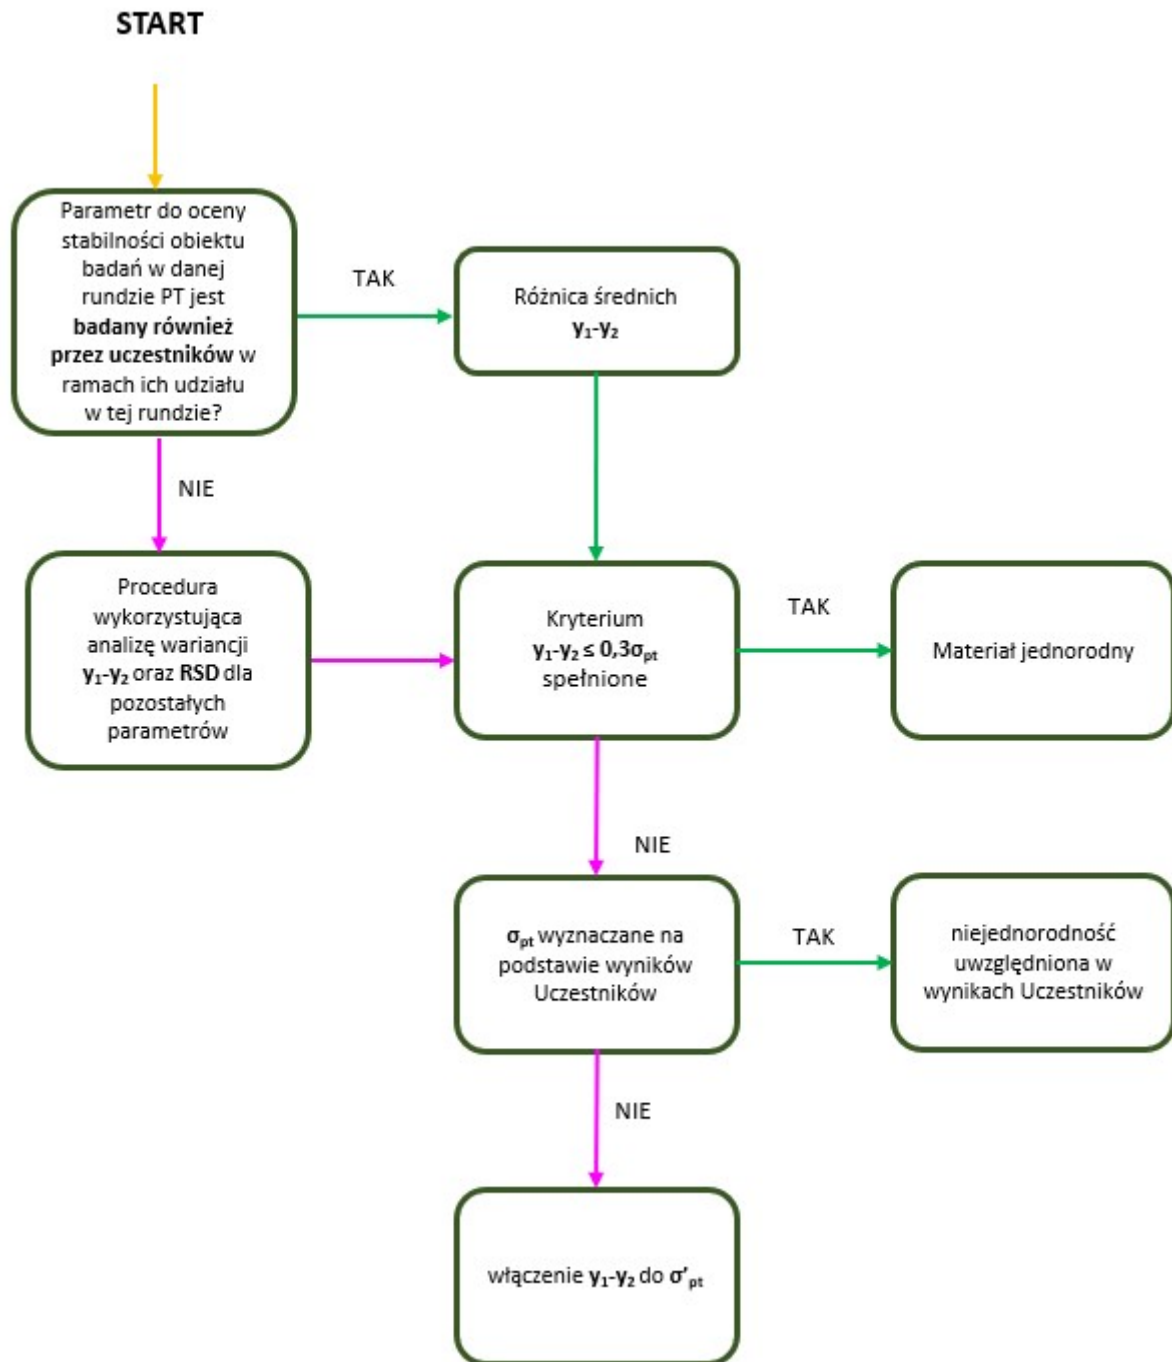 START
Parametr do oceny
stabilności obiektu
badań w danej
rundzie PT jest
badany również
przez uczestników w
ramach ich udziału
w tej rundzie?
TAK
Różnica średnich
y₁-y₂
NIE
Procedura
wykorzystująca
analizę wariancji
y₁-y₂ oraz RSD dla
pozostałych
parametrów
Kryterium
y₁-y₂ ≤ 0,3σpt
spełnione
TAK
Materiał jednorodny
NIE
σpt wyznaczane na
podstawie wyników
Uczestników
TAK
niejednorodność
uwzględniona w
wynikach Uczestników
NIE
włączenie y₁-y₂ do σ’pt